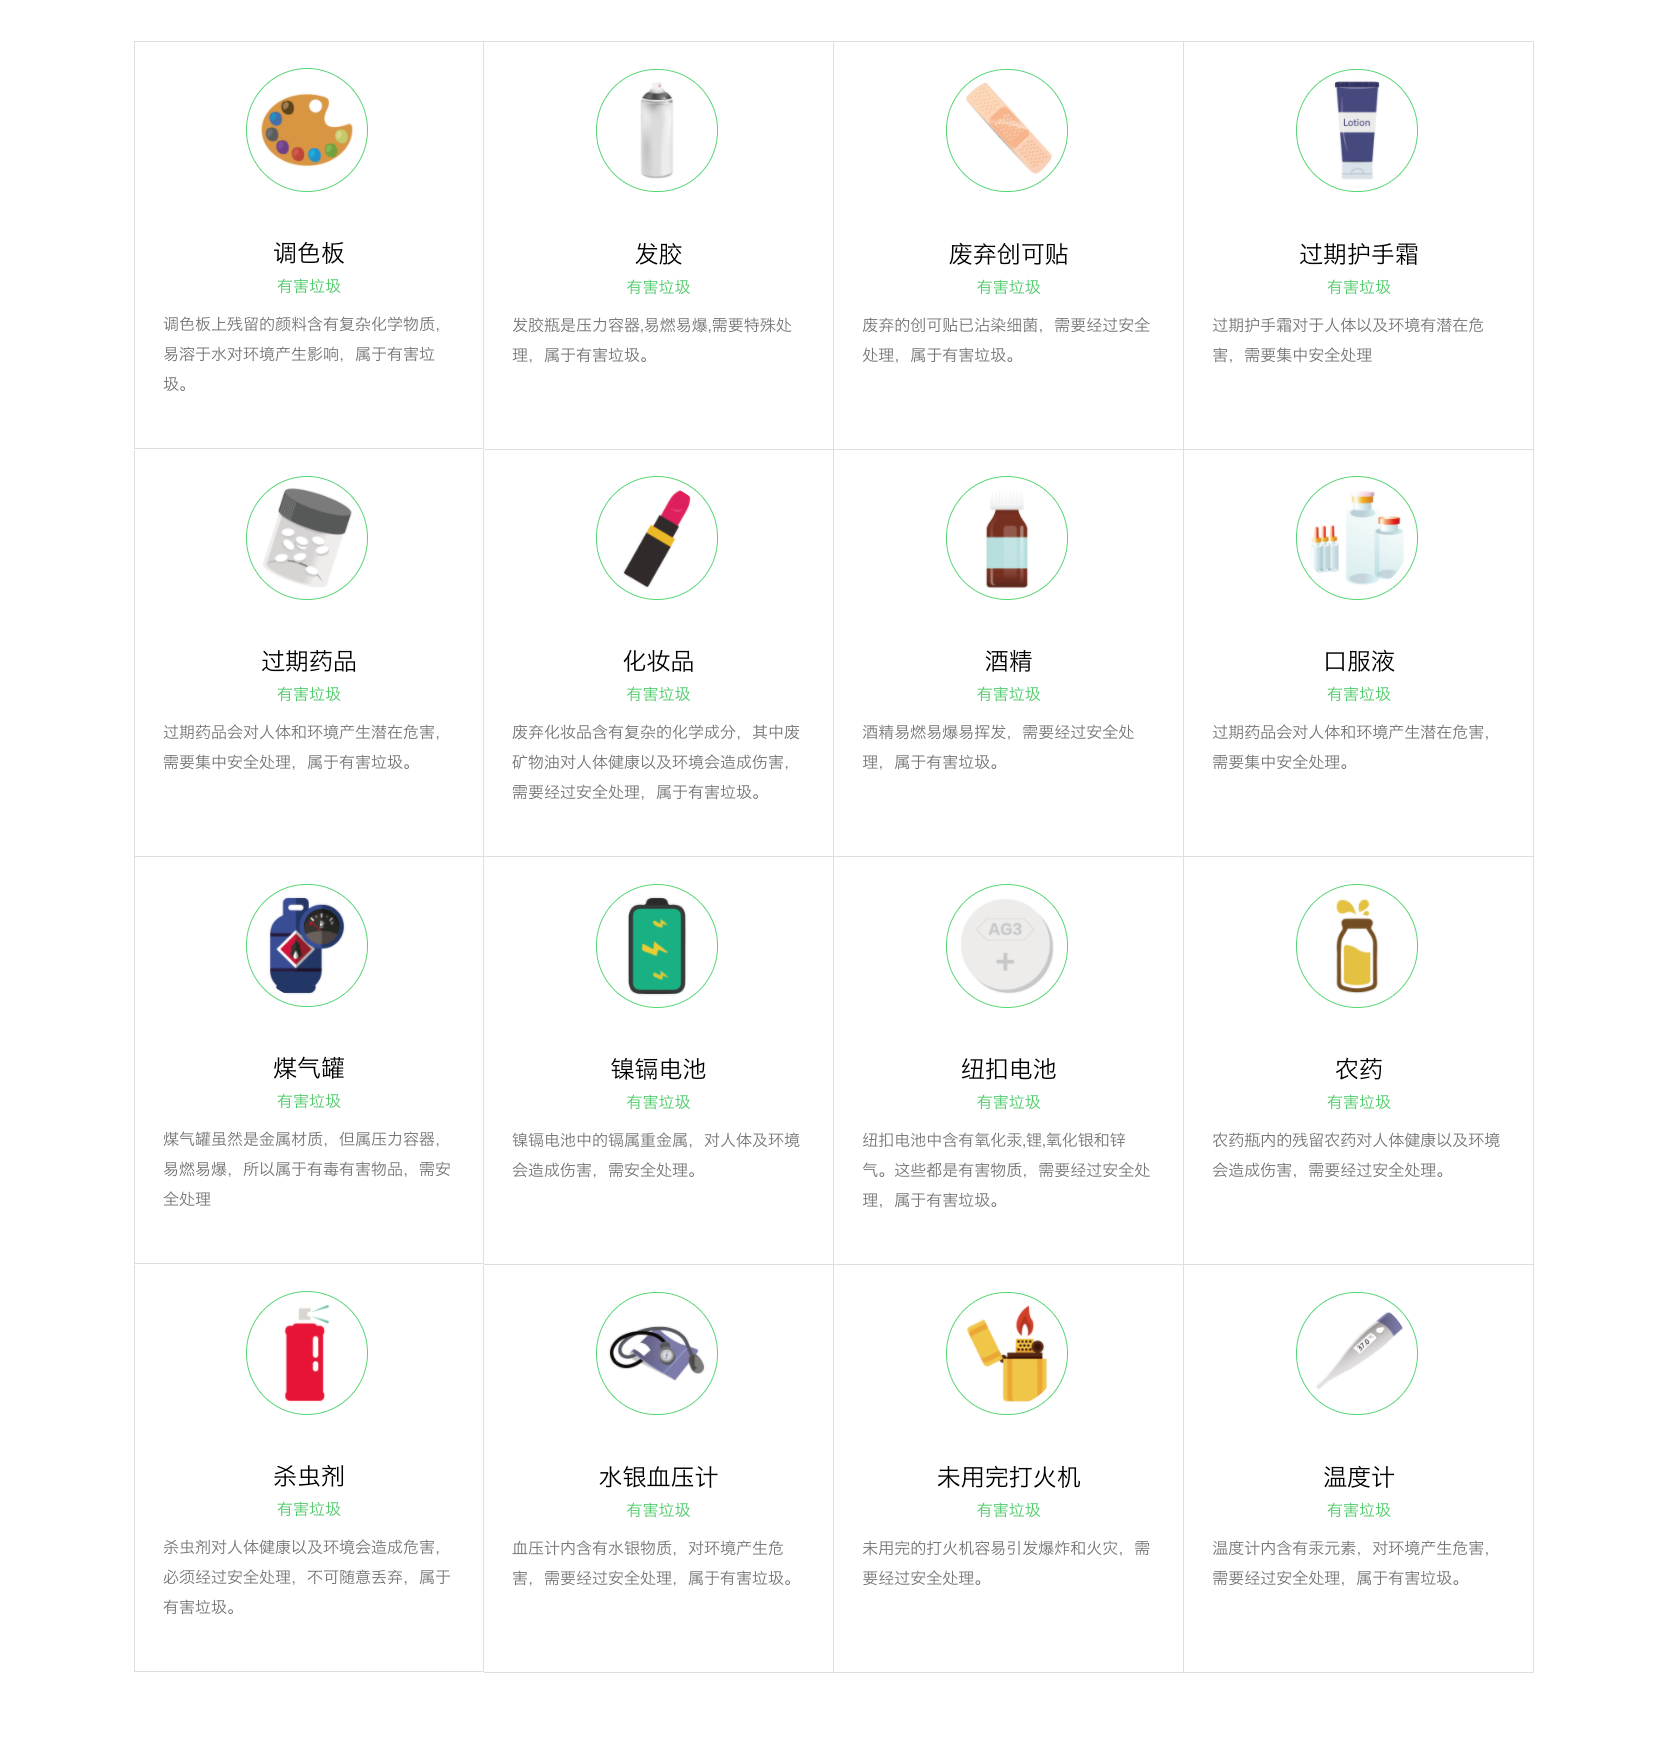 Lotion
调色板
有害垃圾
调色板上残留的颜料含有复杂化学物质，
易溶于水对环境产生影响，属于有害垃
圾。
发胶
有害垃圾
发胶瓶是压力容器,易燃易爆,需要特殊处
理，属于有害垃圾。
废弃创可贴
有害垃圾
废弃的创可贴已沾染细菌，需要经过安全
处理，属于有害垃圾。
过期护手霜
有害垃圾
过期护手霜对于人体以及环境有潜在危
害，需要集中安全处理
过期药品
有害垃圾
过期药品会对人体和环境产生潜在危害，
需要集中安全处理，属于有害垃圾。
化妆品
有害垃圾
废弃化妆品含有复杂的化学成分，其中废
矿物油对人体健康以及环境会造成伤害，
需要经过安全处理，属于有害垃圾。
酒精
有害垃圾
酒精易燃易爆易挥发，需要经过安全处
理，属于有害垃圾。
口服液
有害垃圾
过期药品会对人体和环境产生潜在危害，
需要集中安全处理。
煤气罐
有害垃圾
煤气罐虽然是金属材质，但属压力容器，
易燃易爆，所以属于有毒有害物品，需安
全处理
镍镉电池
有害垃圾
镍镉电池中的镉属重金属，对人体及环境
会造成伤害，需安全处理。
AG3
+
纽扣电池
有害垃圾
纽扣电池中含有氧化汞,锂,氧化银和锌
气。这些都是有害物质，需要经过安全处
理，属于有害垃圾。
农药
有害垃圾
农药瓶内的残留农药对人体健康以及环境
会造成伤害，需要经过安全处理。
杀虫剂
有害垃圾
杀虫剂对人体健康以及环境会造成危害，
必须经过安全处理，不可随意丢弃，属于
有害垃圾。
水银血压计
有害垃圾
血压计内含有水银物质，对环境产生危
害，需要经过安全处理，属于有害垃圾。
未用完打火机
有害垃圾
未用完的打火机容易引发爆炸和火灾，需
要经过安全处理。
37.0
温度计
有害垃圾
温度计内含有汞元素，对环境产生危害，
需要经过安全处理，属于有害垃圾。